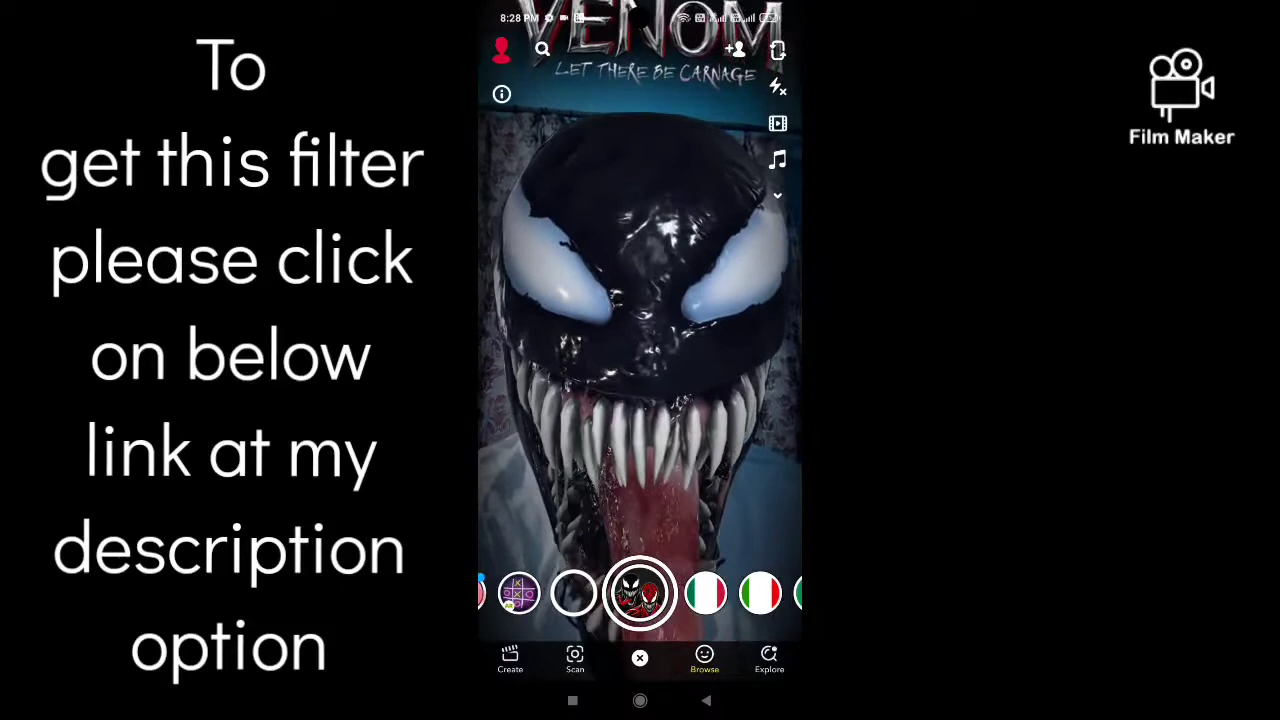 To
get this filter
please click
on below
link at my
description
option
8:28 PM
VENOM
LET THERE BE CARNAGE
Create
Scan
Browse
Explore
Film Maker